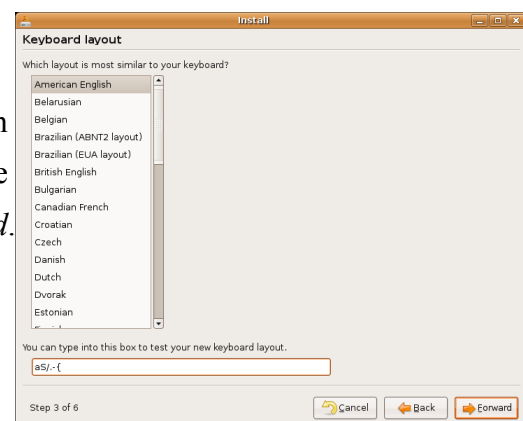 Install
Keyboard layout
Which layout is most similar to your keyboard?
American English
Belarusian
Belgian
Brazilian (ABNT2 layout)
Brazilian (EUA layout)
British English
Bulgarian
Canadian French
Croatian
Czech
Danish
Dutch
Dvorak
Estonian
You can type into this box to test your new keyboard layout.
aS/.-{
Step 3 of 6
Cancel
Back
Forward